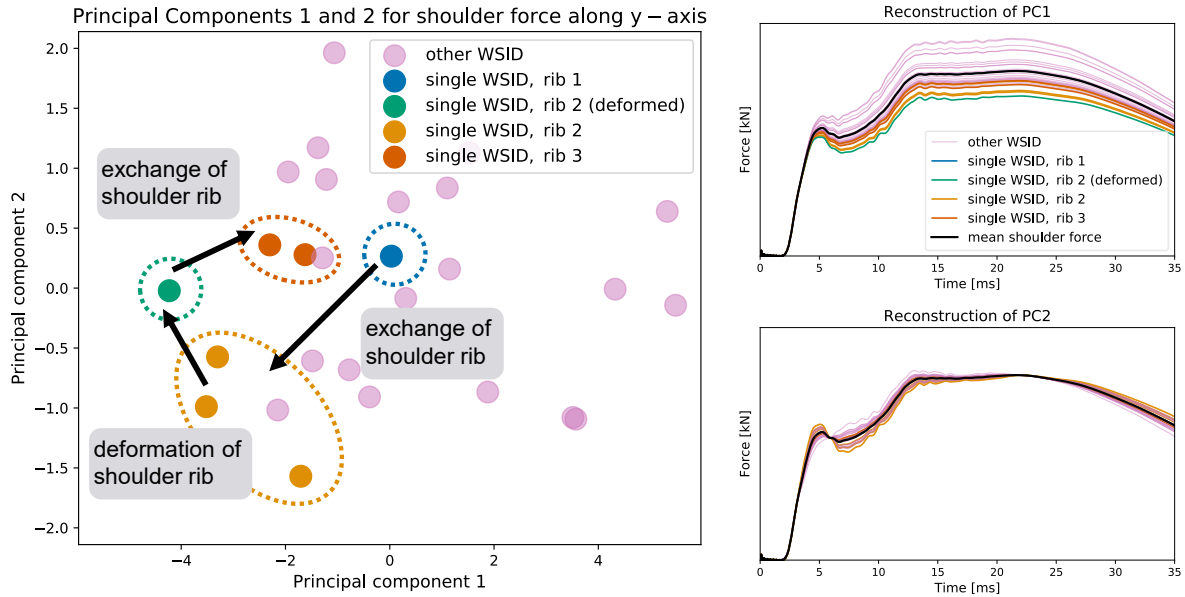 Principal Components 1 and 2 for shoulder force along y − axis
Principal component 2
2.0
1.5
1.0
0.5
0.0
−0.5
−1.0
−1.5
−2.0
other WSID
single WSID, rib 1
single WSID, rib 2 (deformed)
single WSID, rib 2
single WSID, rib 3
exchange of
shoulder rib
exchange of
shoulder rib
deformation of
shoulder rib
−4
−2
0
2
4
Principal component 1
Reconstruction of PC1
Force [kN]
other WSID
single WSID, rib 1
single WSID, rib 2 (deformed)
single WSID, rib 2
single WSID, rib 3
mean shoulder force
0
5
10
15
20
25
30
35
Time [ms]
Reconstruction of PC2
Force [kN]
0
5
10
15
20
25
30
35
Time [ms]